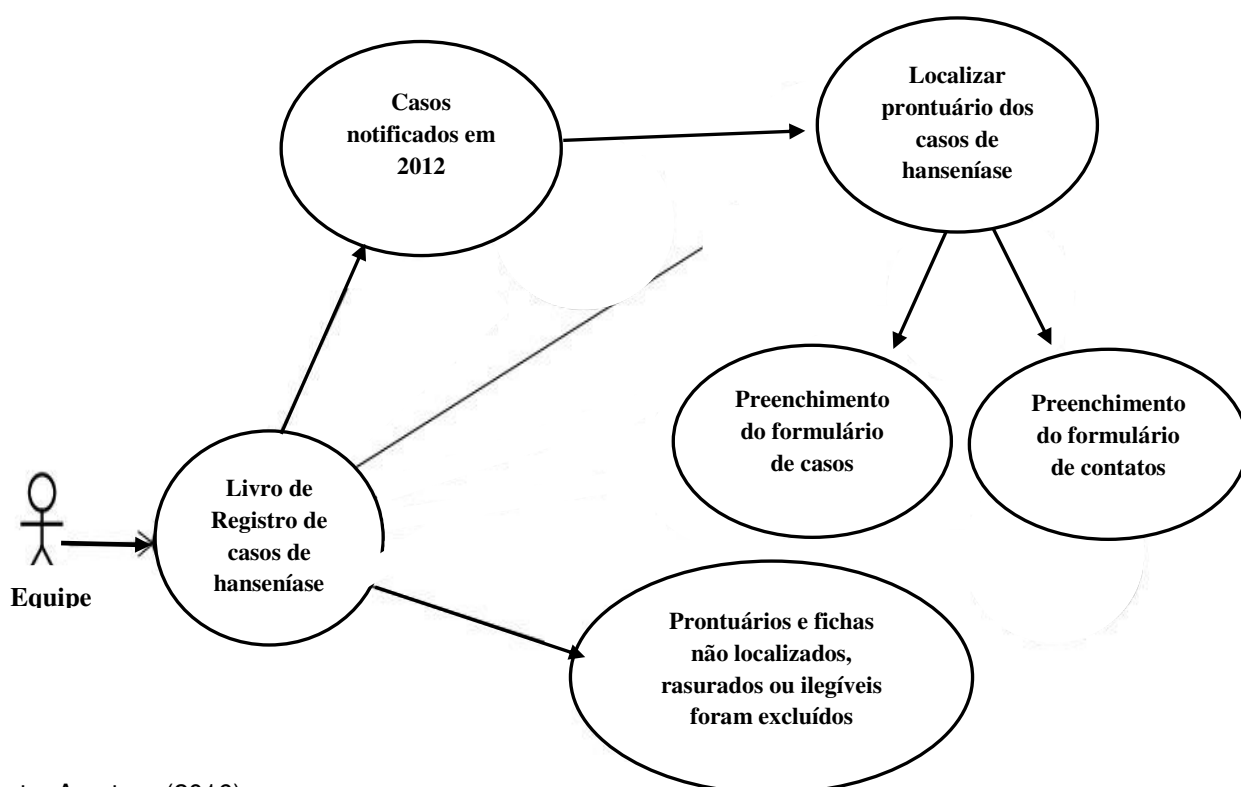 Casos
notificados em
2012
Localizar
prontuário dos
casos de
hanseníase
Preenchimento
do formulário
de casos
Preenchimento
do formulário
de contatos
Livro de
Registro de
casos de
hanseníase
Equipe
Prontuários e fichas
não localizados,
rasurados ou ilegíveis
foram excluídos